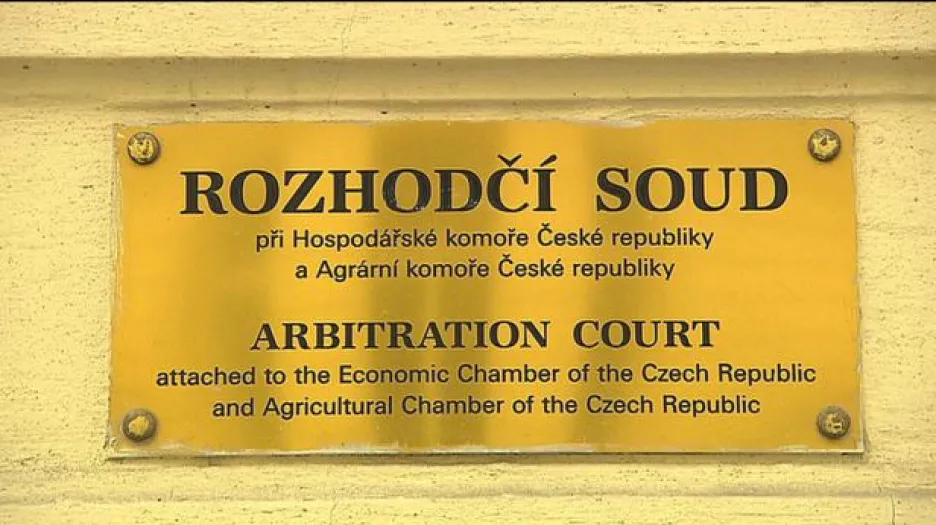 ROZHODČÍ SOUD
při Hospodářské komoře České republiky
a Agrární komoře České republiky
ARBITRATION COURT
attached to the Economic Chamber of the Czech Republic
and Agricultural Chamber of the Czech Republic